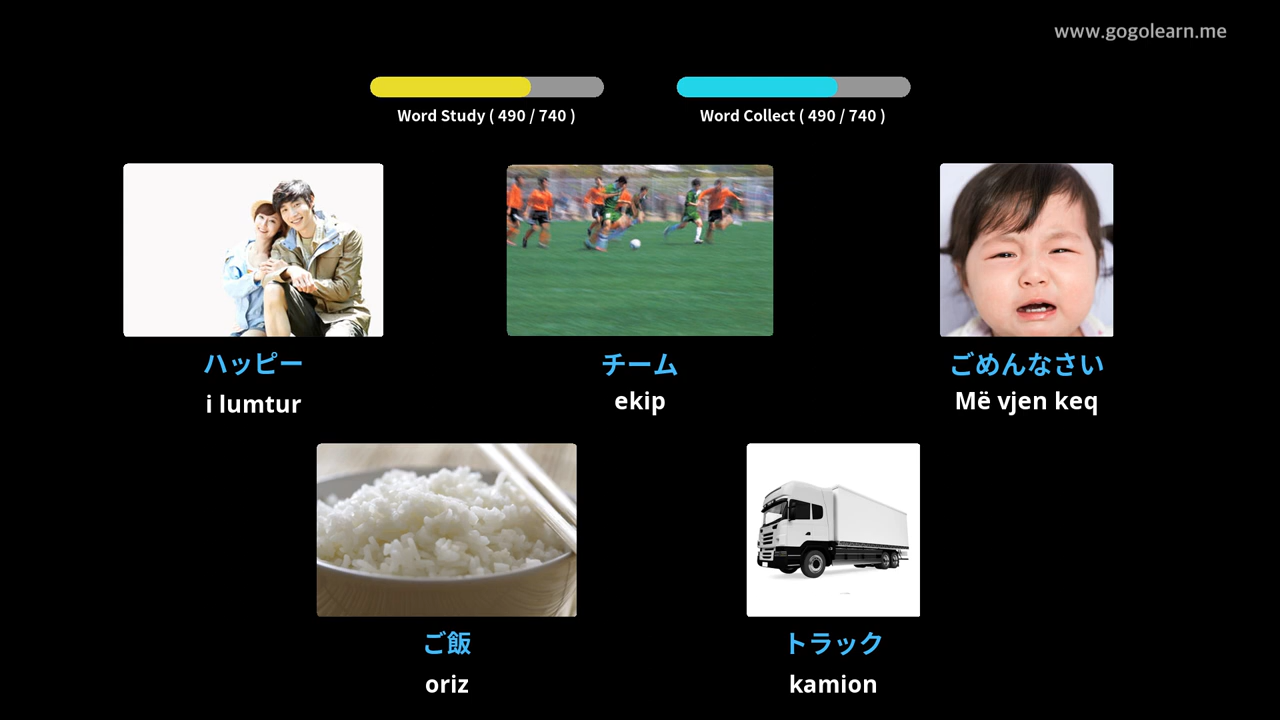 www.gogolearn.me
Word Study ( 490 / 740 )
Word Collect ( 490 / 740 )
ハッピー
i lumtur
チーム
ekip
ごめんなさい
Më vjen keq
ご飯
oriz
トラック
kamion